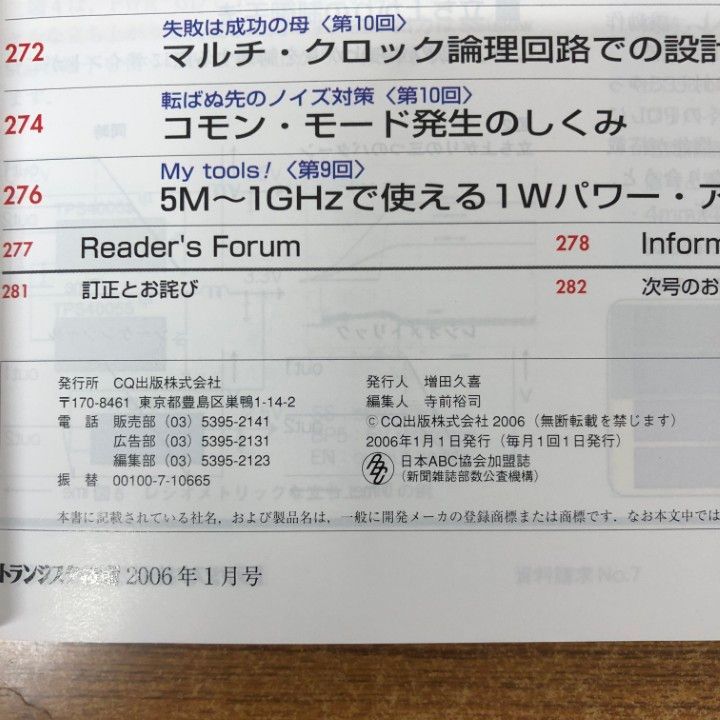 失敗は成功の母〈第10回〉
272 マルチ・クロック論理回路での設計
転ばぬ先のノイズ対策〈第10回〉
274 コモン・モード発生のしくみ
My tools!〈第9回〉
276 5M〜1GHzで使える1Wパワー・ア
277 Reader's Forum 278 Inform
281 訂正とお詫び 282 次号のお
発行所 CQ出版株式会社
〒170-8461 東京都豊島区巣鴨1-14-2
電 話 販売部(03)5395-2141
広告部(03)5395-2131
編集部(03)5395-2123
振 替 00100-7-10665
発行人 増田久喜
編集人 寺前裕司
©CQ出版株式会社 2006(無断転載を禁じます)
2006年1月1日発行(毎月1回1日発行)
日本ABC協会加盟誌
(新聞雑誌部数公査機構)
本書に記載されている社名,および製品名は,一般に開発メーカの登録商標または商標です.なお本文中では
2006年1月号